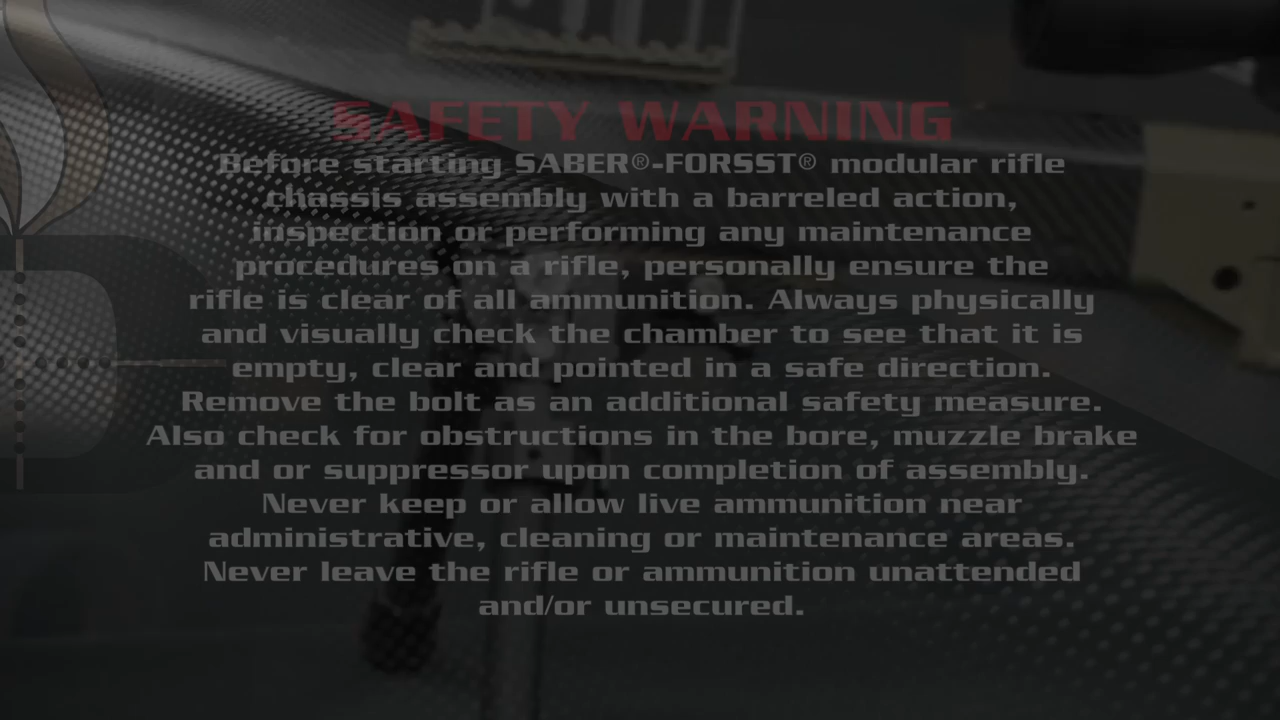 SAFETY WARNING
Before starting SABER®-FORSST® modular rifle
chassis assembly with a barreled action,
inspection or performing any maintenance
procedures on a rifle, personally ensure the
rifle is clear of all ammunition. Always physically
and visually check the chamber to see that it is
empty, clear and pointed in a safe direction.
Remove the bolt as an additional safety measure.
Also check for obstructions in the bore, muzzle brake
and or suppressor upon completion of assembly.
Never keep or allow live ammunition near
administrative, cleaning or maintenance areas.
Never leave the rifle or ammunition unattended
and/or unsecured.